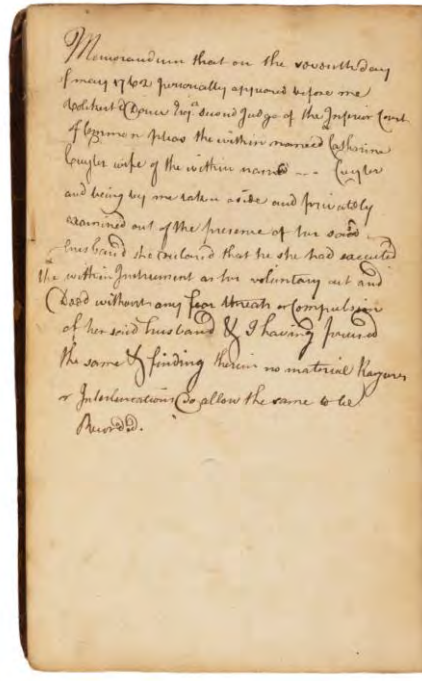 Memorandum that on the seventh day
of may 1762 personally appeared before me
Volckert P Douw Esqr. second Judge of the Inferior Court
of Common pleas the within named Catharine
Cuyler wife of the within named - - - Cuyler
and being by me taken aside and privately
examined out of the presence of her said
husband she declared that he she had executed
the within Instrument as her voluntary act and
Deed without any fear threats or Compulsion
of her said husband & I having perused
the same & finding therein no material Razures
or Interlineations do allow the same to be
Recorded.